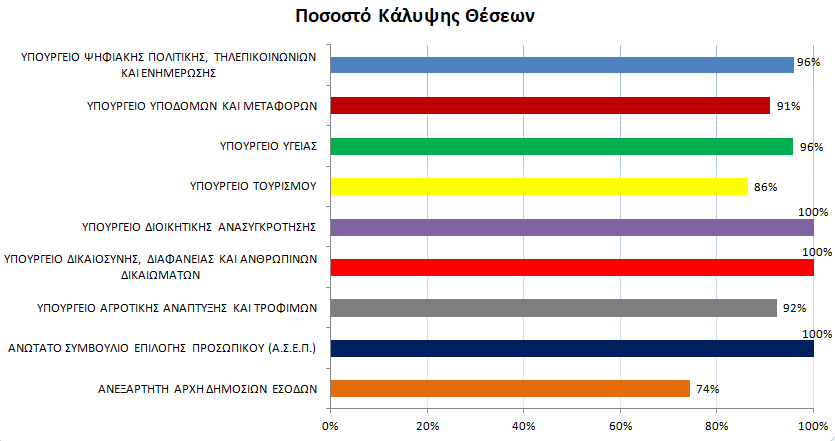 Ποσοστό Κάλυψης Θέσεων
ΥΠΟΥΡΓΕΙΟ ΨΗΦΙΑΚΗΣ ΠΟΛΙΤΙΚΗΣ, ΤΗΛΕΠΙΚΟΙΝΩΝΙΩΝ
ΚΑΙ ΕΝΗΜΕΡΩΣΗΣ
96%
ΥΠΟΥΡΓΕΙΟ ΥΠΟΔΟΜΩΝ ΚΑΙ ΜΕΤΑΦΟΡΩΝ
91%
ΥΠΟΥΡΓΕΙΟ ΥΓΕΙΑΣ
96%
ΥΠΟΥΡΓΕΙΟ ΤΟΥΡΙΣΜΟΥ
86%
ΥΠΟΥΡΓΕΙΟ ΔΙΟΙΚΗΤΙΚΗΣ ΑΝΑΣΥΓΚΡΟΤΗΣΗΣ
100%
ΥΠΟΥΡΓΕΙΟ ΔΙΚΑΙΟΣΥΝΗΣ, ΔΙΑΦΑΝΕΙΑΣ ΚΑΙ ΑΝΘΡΩΠΙΝΩΝ
ΔΙΚΑΙΩΜΑΤΩΝ
100%
ΥΠΟΥΡΓΕΙΟ ΑΓΡΟΤΙΚΗΣ ΑΝΑΠΤΥΞΗΣ ΚΑΙ ΤΡΟΦΙΜΩΝ
92%
ΑΝΩΤΑΤΟ ΣΥΜΒΟΥΛΙΟ ΕΠΙΛΟΓΗΣ ΠΡΟΣΩΠΙΚΟΥ (Α.Σ.Ε.Π.)
100%
ΑΝΕΞΑΡΤΗΤΗ ΑΡΧΗ ΔΗΜΟΣΙΩΝ ΕΣΟΔΩΝ
74%
0% 20% 40% 60% 80% 100%